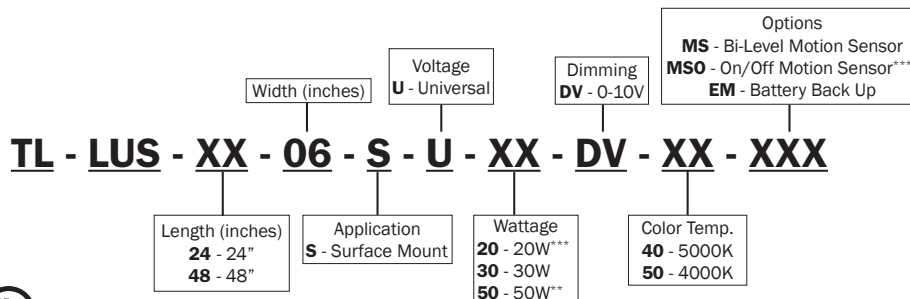 Options
MS - Bi-Level Motion Sensor
MSO - On/Off Motion Sensor***
EM - Battery Back Up
Voltage
U - Universal
Dimming
DV - 0-10V
Width (inches)
TL - LUS - XX - 06 - S - U - XX - DV - XX - XXX
Length (inches)
24 - 24”
48 - 48”
Application
S - Surface Mount
Wattage
20 - 20W***
30 - 30W
50 - 50W**
Color Temp.
40 - 5000K
50 - 4000K